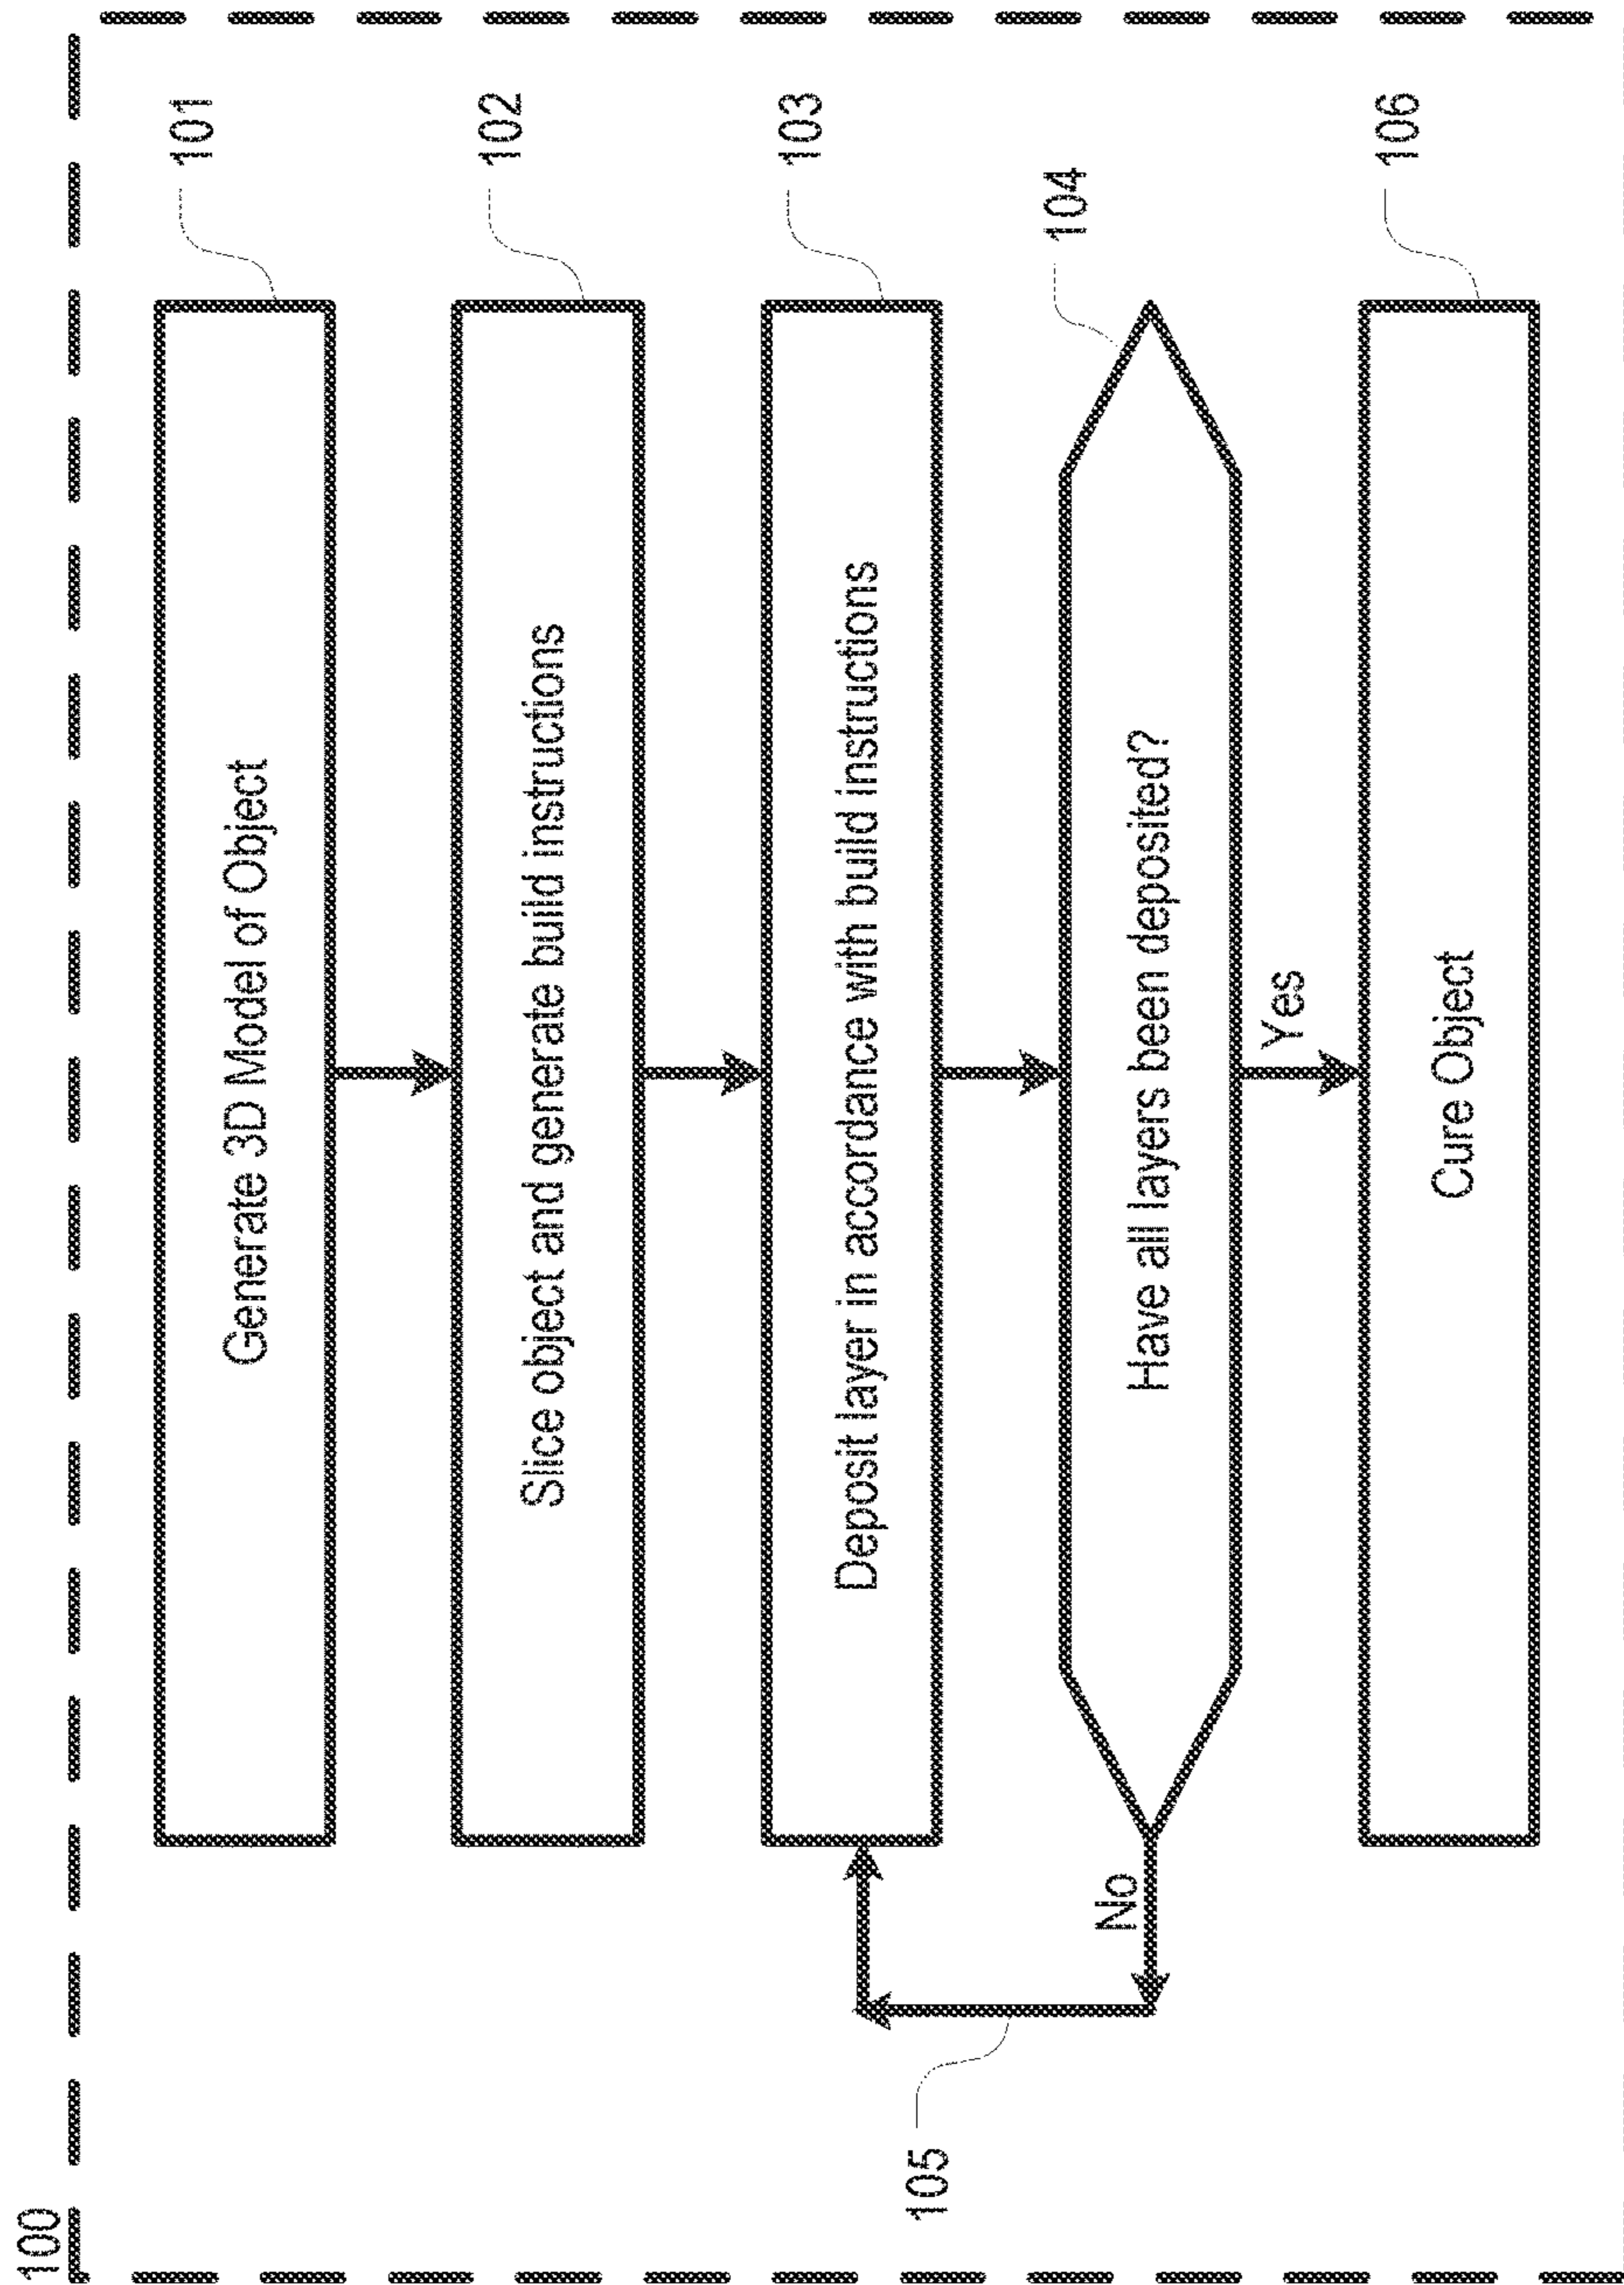 100
Generate 3D Model of Object
101
Slice object and generate build instructions
102
Deposit layer in accordance with build instructions
103
105
No
Have all layers been deposited?
104
Yes
Cure Object
106